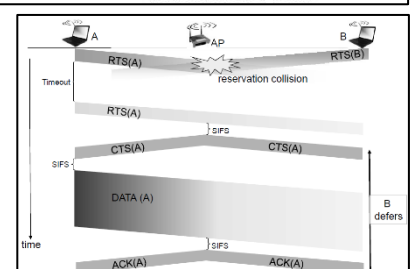 A
AP
B
RTS(A)
RTS(B)
reservation collision
Timeout
RTS(A)
SIFS
CTS(A)
CTS(A)
SIFS
DATA (A)
B
defers
time
SIFS
ACK(A)
ACK(A)